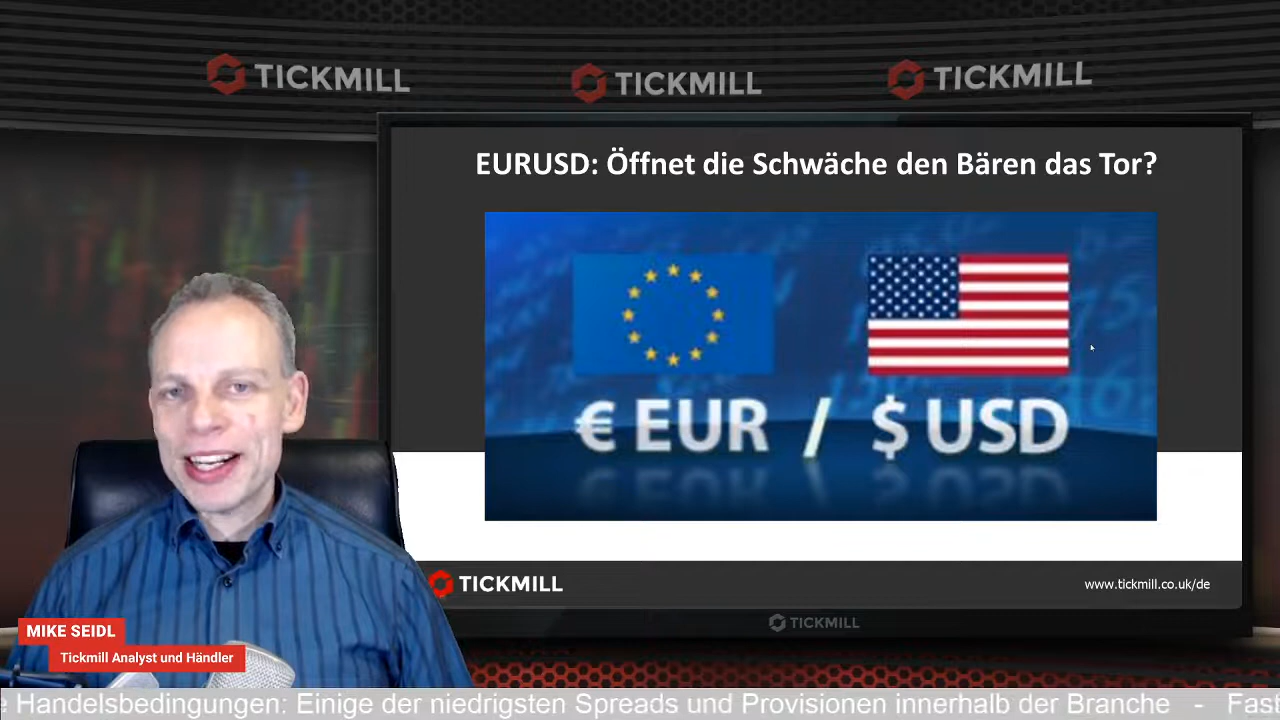 TICKMILL
TICKMILL
TICKMILL
EURUSD: Öffnet die Schwäche den Bären das Tor?
€ EUR / $ USD
TICKMILL
www.tickmill.co.uk/de
TICKMILL
MIKE SEIDL
Tickmill Analyst und Händler
Handelsbedingungen: Einige der niedrigsten Spreads und Provisionen innerhalb der Branche - Fast